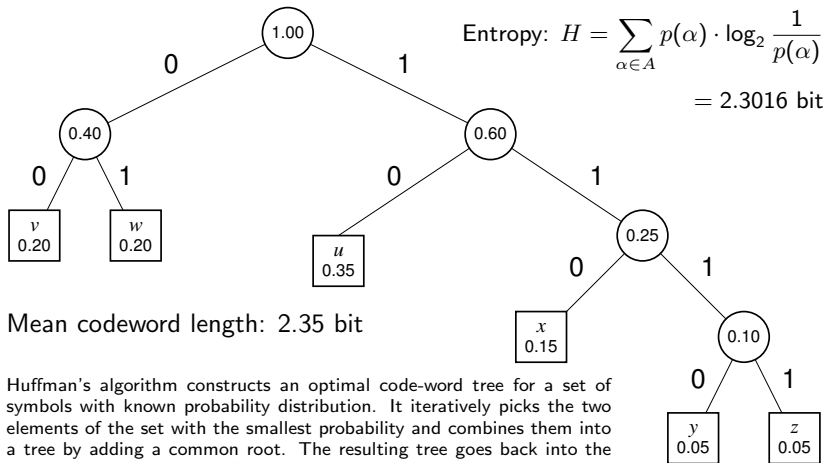 1.00
Entropy: H = ∑ p(α) · log₂ 1/p(α)
α∈A
= 2.3016 bit
0 1
0.40 0.60
0 1 0 1
v 0.20
w 0.20
u 0.35
0.25
0 1
Mean codeword length: 2.35 bit
x 0.15
0.10
0 1
y 0.05
z 0.05
Huffman's algorithm constructs an optimal code-word tree for a set of
symbols with known probability distribution. It iteratively picks the two
elements of the set with the smallest probability and combines them into
a tree by adding a common root. The resulting tree goes back into the